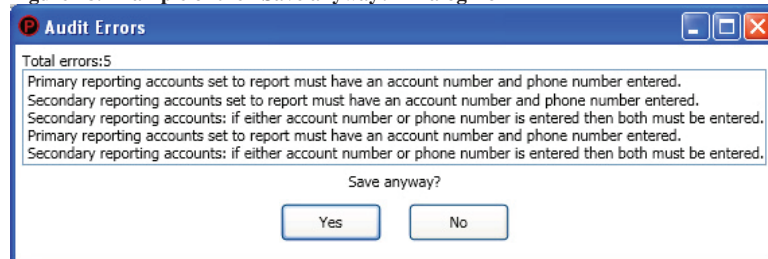 Audit Errors
Total errors:5
Primary reporting accounts set to report must have an account number and phone number entered.
Secondary reporting accounts set to report must have an account number and phone number entered.
Secondary reporting accounts: if either account number or phone number is entered then both must be entered.
Primary reporting accounts set to report must have an account number and phone number entered.
Secondary reporting accounts: if either account number or phone number is entered then both must be entered.
Save anyway?
Yes No